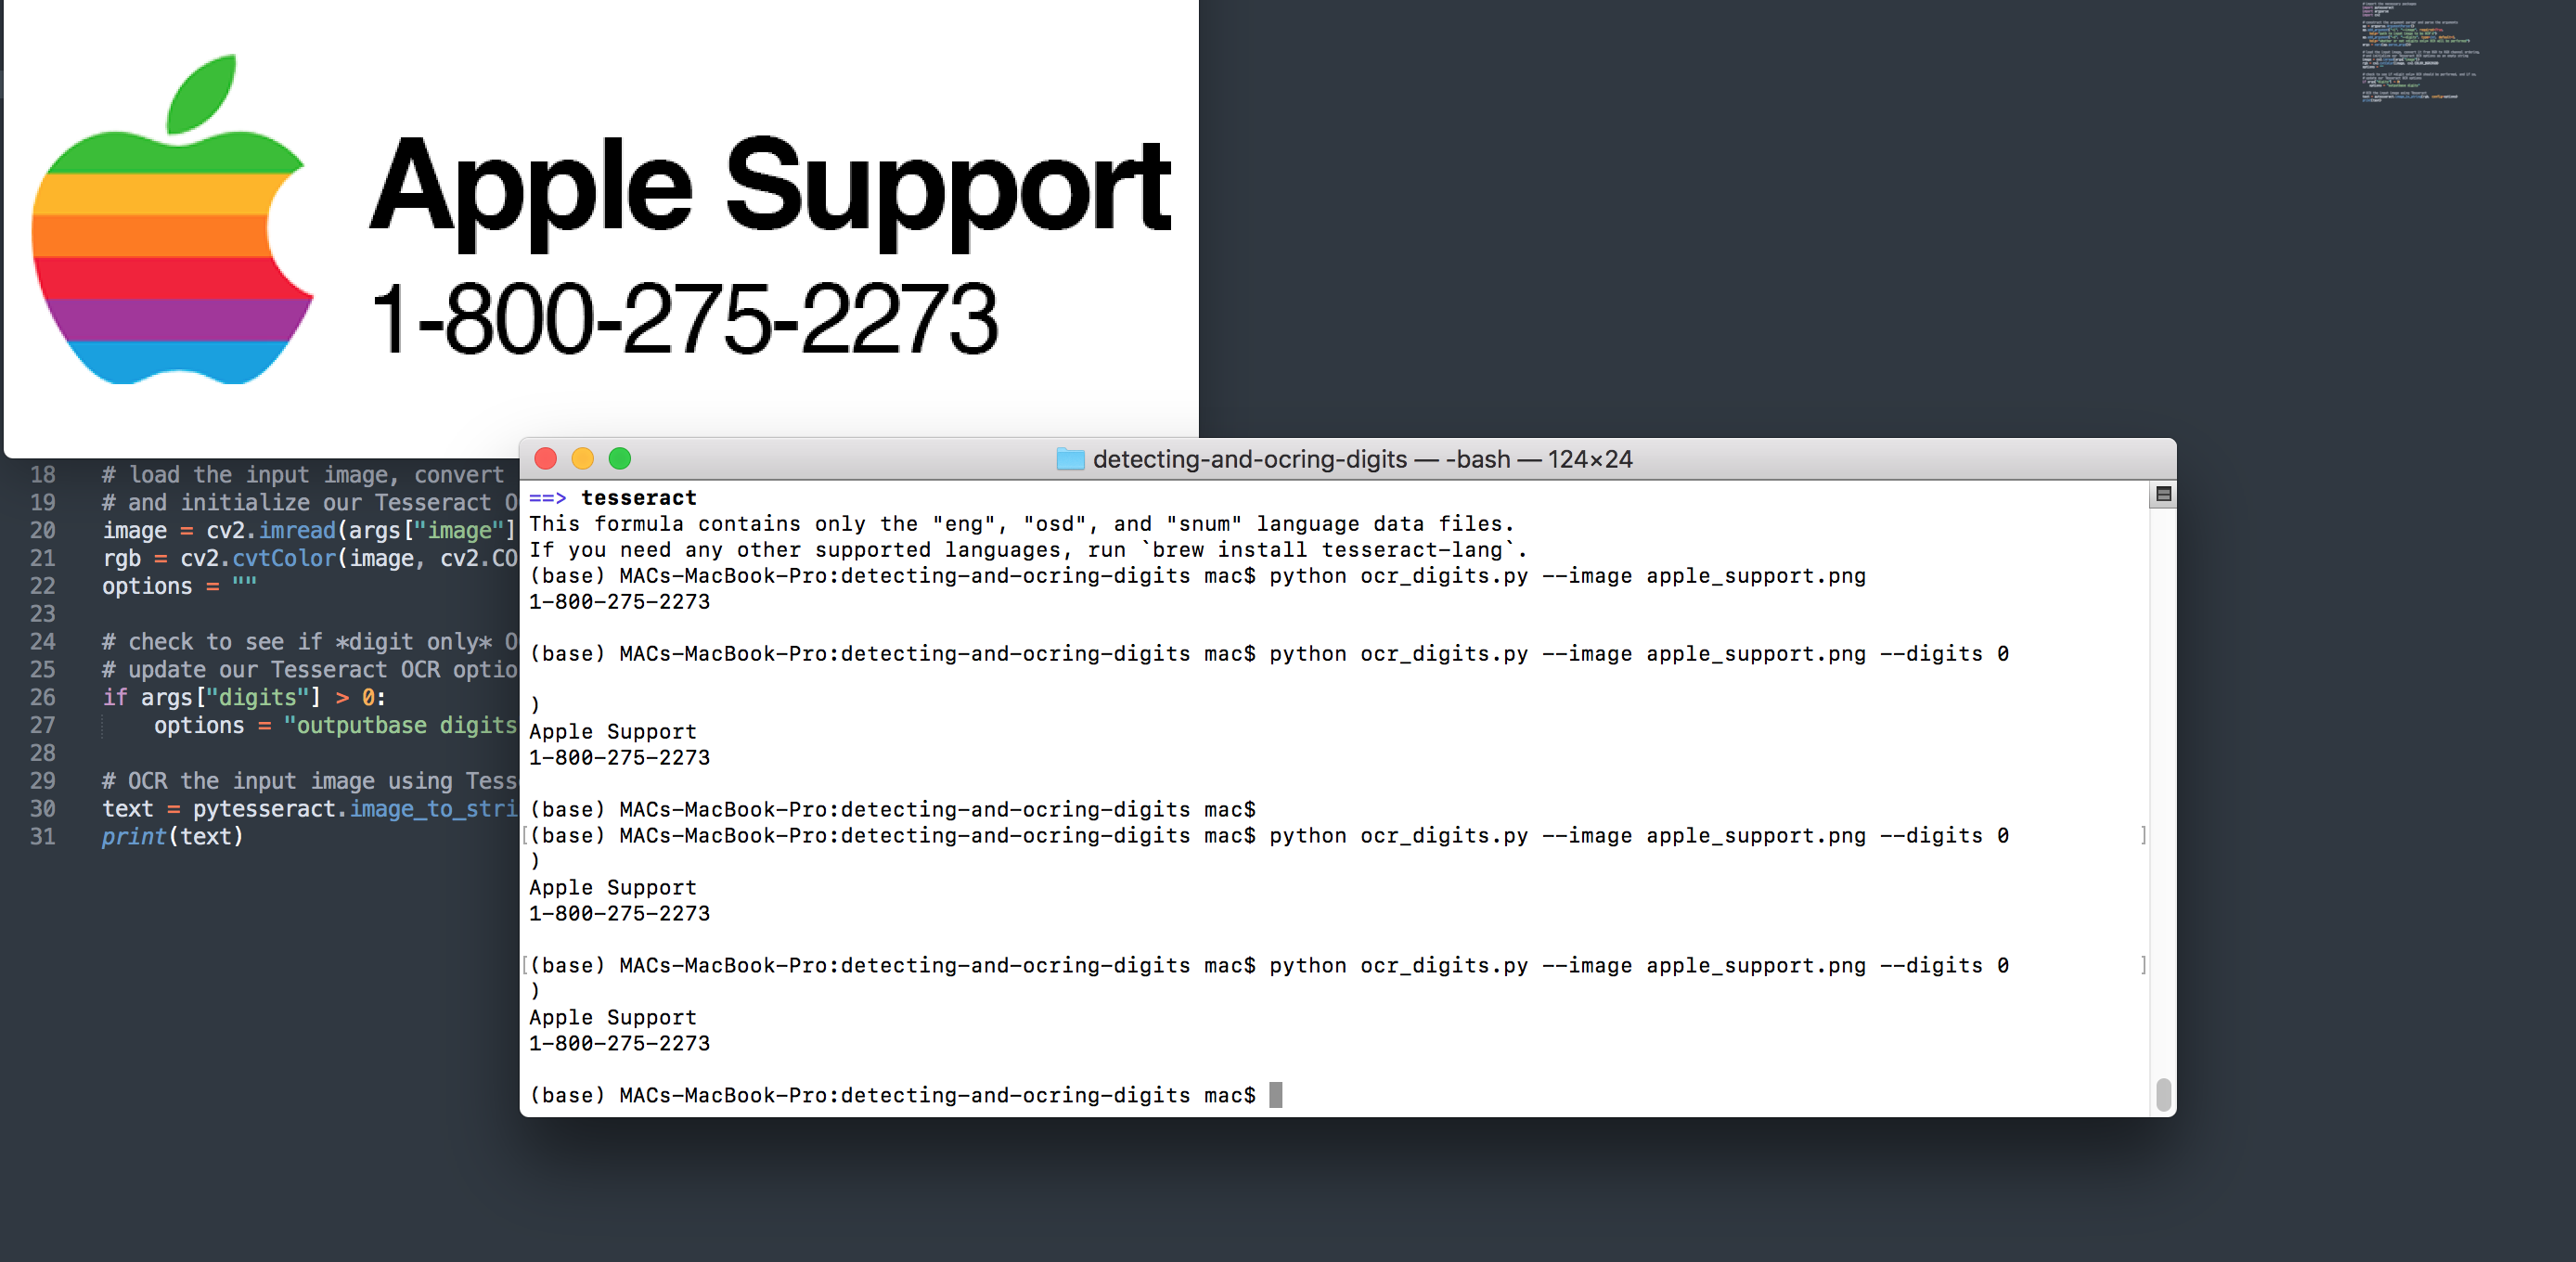 Apple Support
1-800-275-2273
18 # load the input image, convert
19 # and initialize our Tesseract O
20 image = cv2.imread(args["image"]
21 rgb = cv2.cvtColor(image, cv2.CO
22 options = ""
23
24 # check to see if *digit only* O
25 # update our Tesseract OCR optio
26 if args["digits"] > 0:
27 options = "outputbase digits
28
29 # OCR the input image using Tess
30 text = pytesseract.image_to_stri
31 print(text)
detecting-and-ocring-digits — -bash — 124×24
==> tesseract
This formula contains only the "eng", "osd", and "snum" language data files.
If you need any other supported languages, run `brew install tesseract-lang`.
(base) MACs-MacBook-Pro:detecting-and-ocring-digits mac$ python ocr_digits.py --image apple_support.png
1-800-275-2273
(base) MACs-MacBook-Pro:detecting-and-ocring-digits mac$ python ocr_digits.py --image apple_support.png --digits 0
)
Apple Support
1-800-275-2273
(base) MACs-MacBook-Pro:detecting-and-ocring-digits mac$
[(base) MACs-MacBook-Pro:detecting-and-ocring-digits mac$ python ocr_digits.py --image apple_support.png --digits 0 ]
)
Apple Support
1-800-275-2273
[(base) MACs-MacBook-Pro:detecting-and-ocring-digits mac$ python ocr_digits.py --image apple_support.png --digits 0 ]
)
Apple Support
1-800-275-2273
(base) MACs-MacBook-Pro:detecting-and-ocring-digits mac$